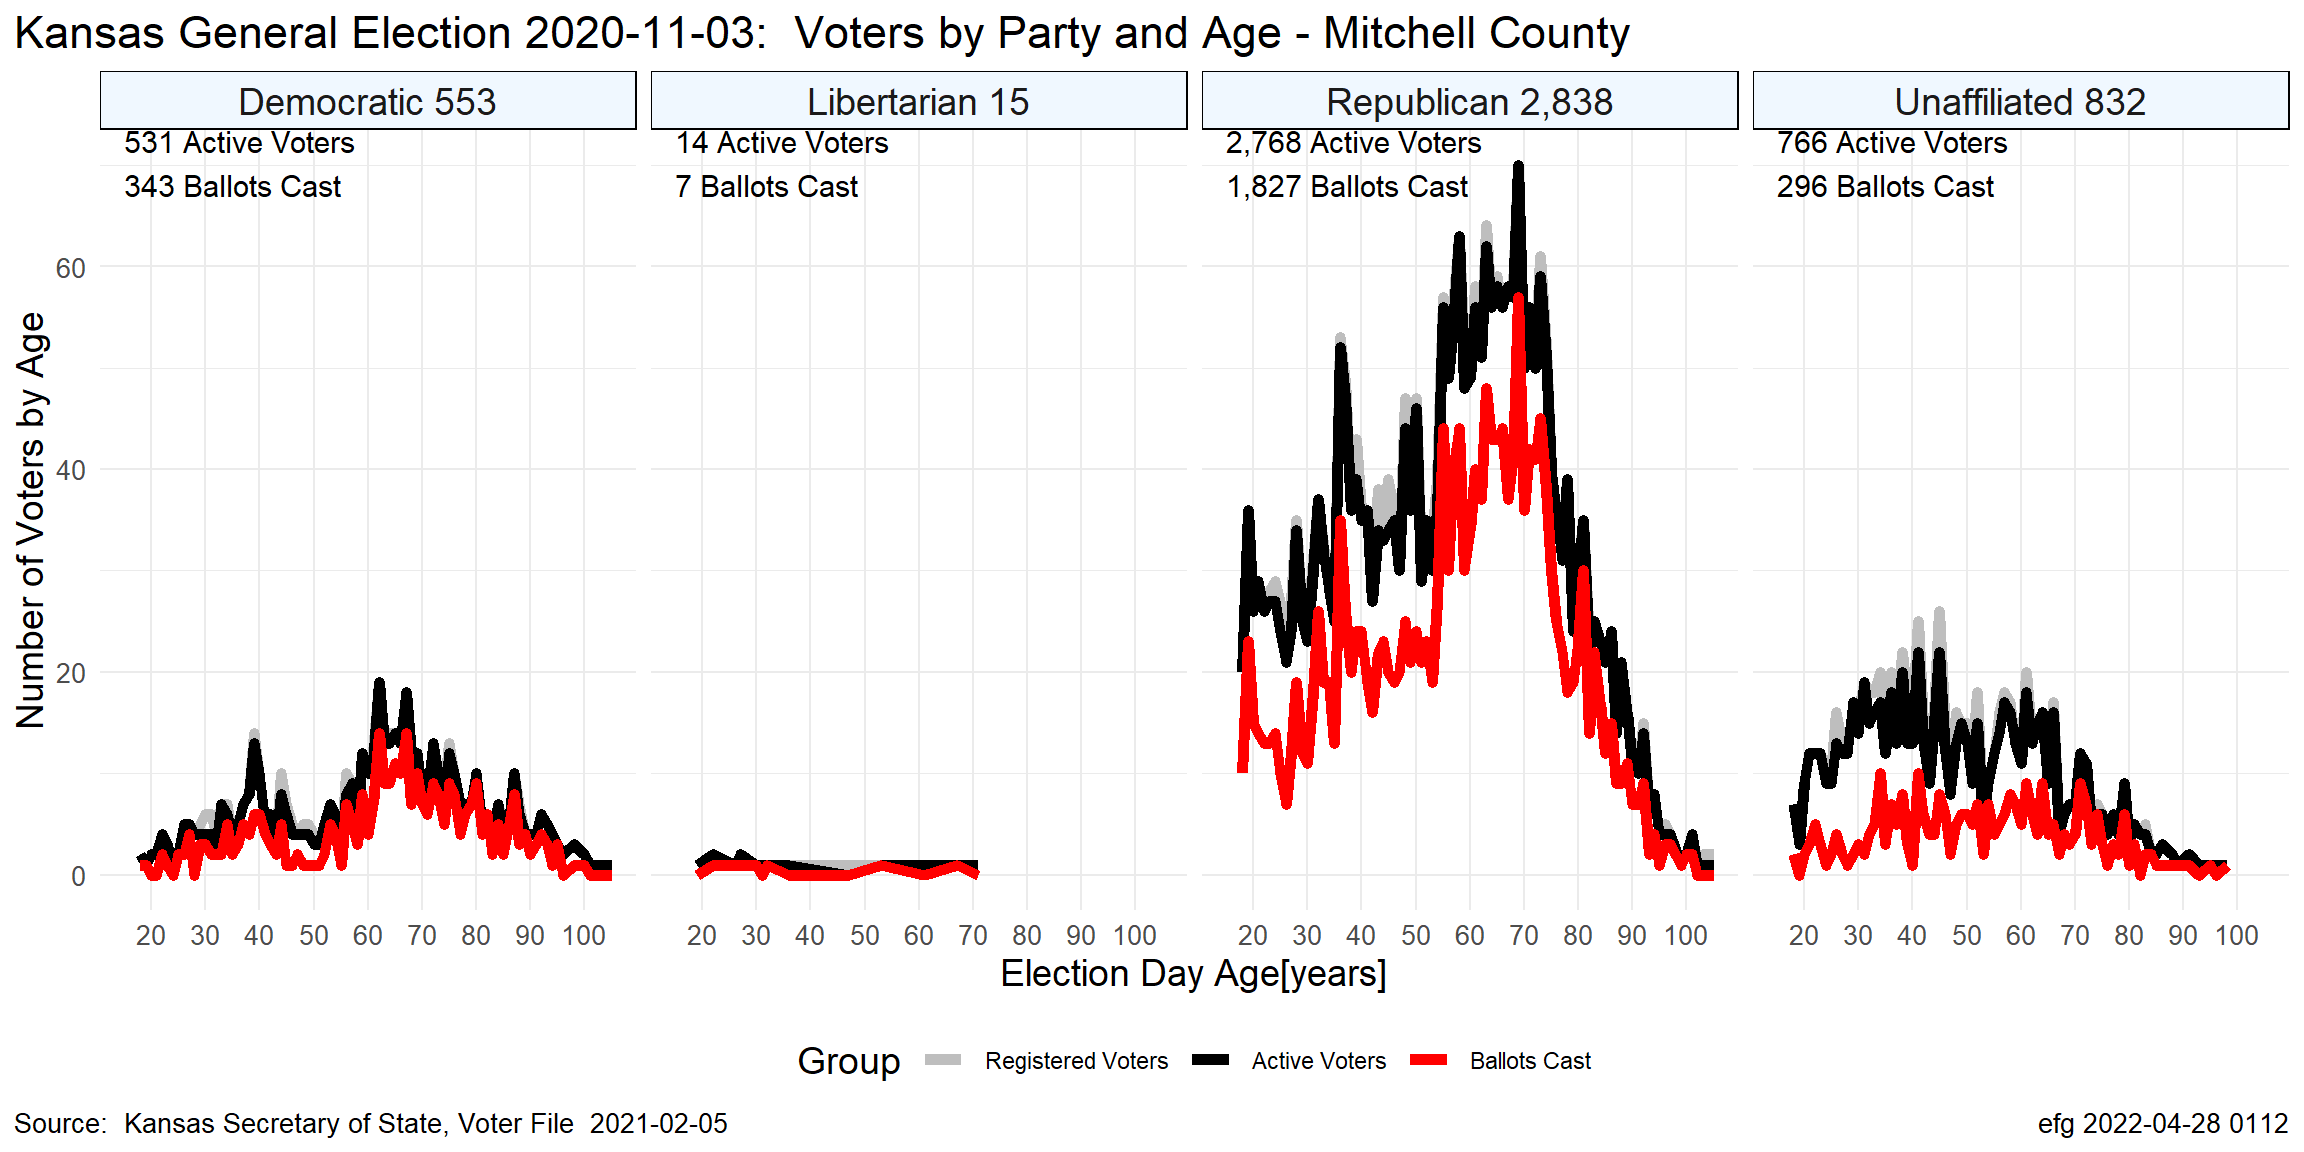 Kansas General Election 2020-11-03:  Voters by Party and Age - Mitchell County
Democratic 553
Libertarian 15
Republican 2,838
Unaffiliated 832
531 Active Voters
343 Ballots Cast
14 Active Voters
7 Ballots Cast
2,768 Active Voters
1,827 Ballots Cast
766 Active Voters
296 Ballots Cast
Number of Voters by Age
60
40
20
0
20 30 40 50 60 70 80 90 100
20 30 40 50 60 70 80 90 100
20 30 40 50 60 70 80 90 100
20 30 40 50 60 70 80 90 100
Election Day Age[years]
Group Registered Voters Active Voters Ballots Cast
Source:  Kansas Secretary of State, Voter File  2021-02-05
efg 2022-04-28 0112